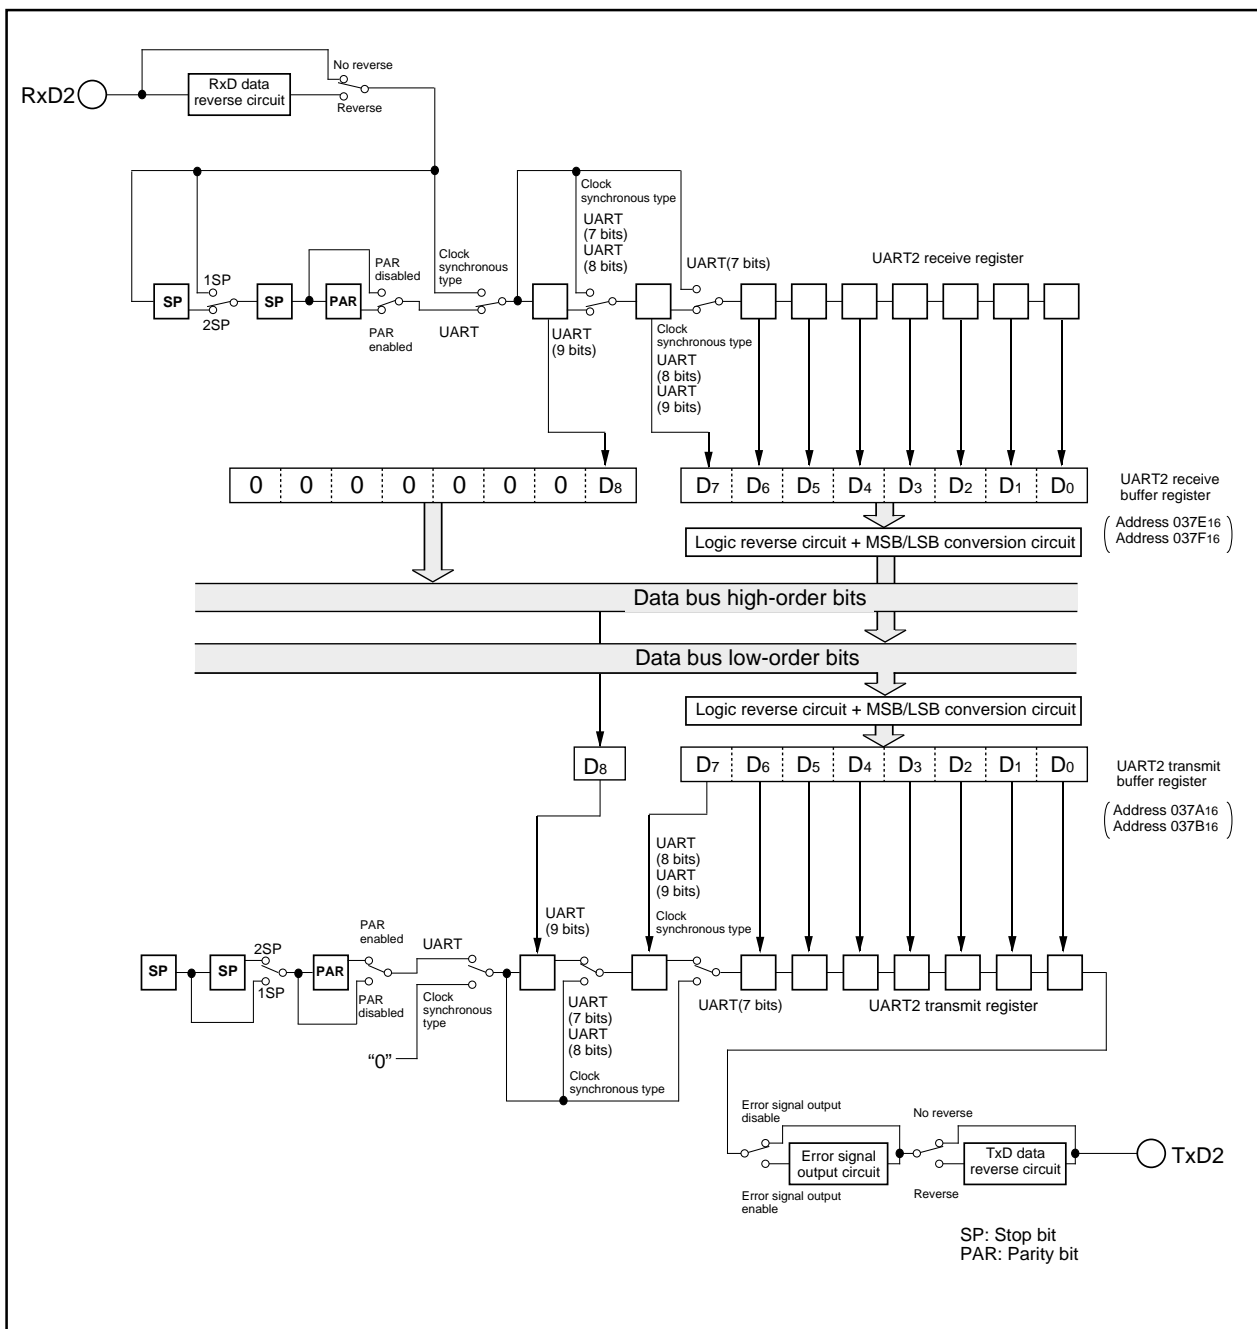 No reverse
RxD2
RxD data
reverse circuit
Reverse
Clock
synchronous type
UART
(7 bits)
UART
(8 bits)
UART(7 bits)
UART2 receive register
PAR
disabled
Clock
synchronous
type
1SP
SP
SP
PAR
2SP
PAR
enabled
UART
UART
(9 bits)
Clock
synchronous type
UART
(8 bits)
UART
(9 bits)
0 0 0 0 0 0 0 D8
D7 D6 D5 D4 D3 D2 D1 D0
UART2 receive
buffer register
Address 037E16
Address 037F16
Logic reverse circuit + MSB/LSB conversion circuit
Data bus high-order bits
Data bus low-order bits
Logic reverse circuit + MSB/LSB conversion circuit
D8
D7 D6 D5 D4 D3 D2 D1 D0
UART2 transmit
buffer register
Address 037A16
Address 037B16
UART
(8 bits)
UART
(9 bits)
Clock
synchronous type
UART
(9 bits)
PAR
enabled
UART
2SP
SP
SP
PAR
1SP
PAR
disabled
Clock
synchronous
type
"0"
UART
(7 bits)
UART
(8 bits)
Clock
synchronous type
UART(7 bits)
UART2 transmit register
Error signal output
disable
No reverse
Error signal
output circuit
TxD data
reverse circuit
TxD2
Error signal output
enable
Reverse
SP: Stop bit
PAR: Parity bit